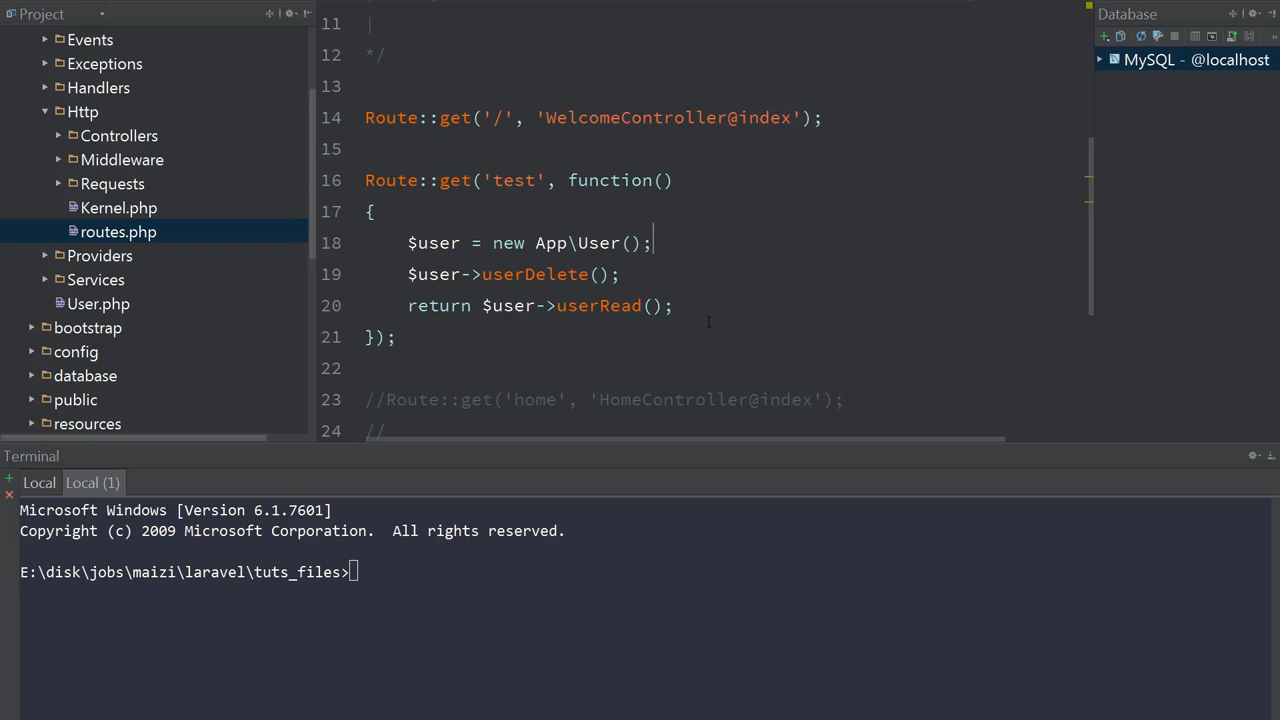 Project
Events
Exceptions
Handlers
Http
Controllers
Middleware
Requests
Kernel.php
routes.php
Providers
Services
User.php
bootstrap
config
database
public
resources
11 |
12 */
13
14 Route::get('/', 'WelcomeController@index');
15
16 Route::get('test', function()
17 {
18 $user = new App\User();
19 $user->userDelete();
20 return $user->userRead();
21 });
22
23 //Route::get('home', 'HomeController@index');
24 //
Database
MySQL - @localhost
Terminal
Local Local (1)
Microsoft Windows [Version 6.1.7601]
Copyright (c) 2009 Microsoft Corporation. All rights reserved.
E:\disk\jobs\maizi\laravel\tuts_files>